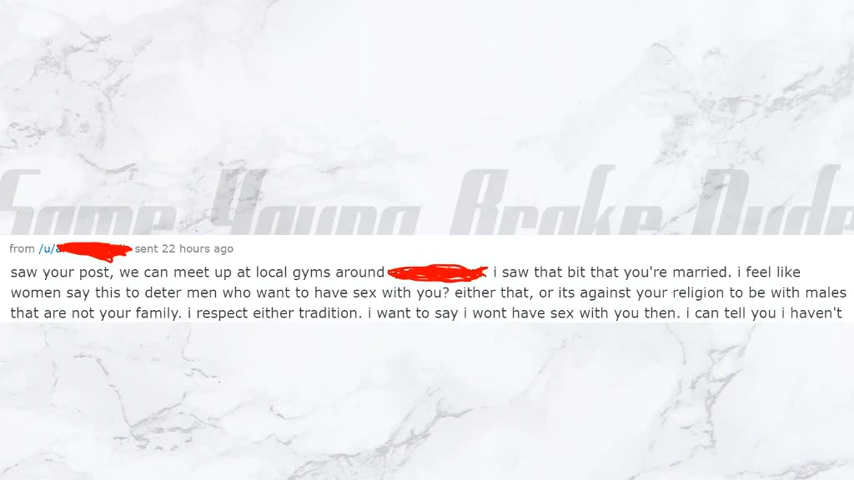 Some Young Broke Dude
from /u/a sent 22 hours ago
saw your post, we can meet up at local gyms around i saw that bit that you're married. i feel like
women say this to deter men who want to have sex with you? either that, or its against your religion to be with males
that are not your family. i respect either tradition. i want to say i wont have sex with you then. i can tell you i haven't